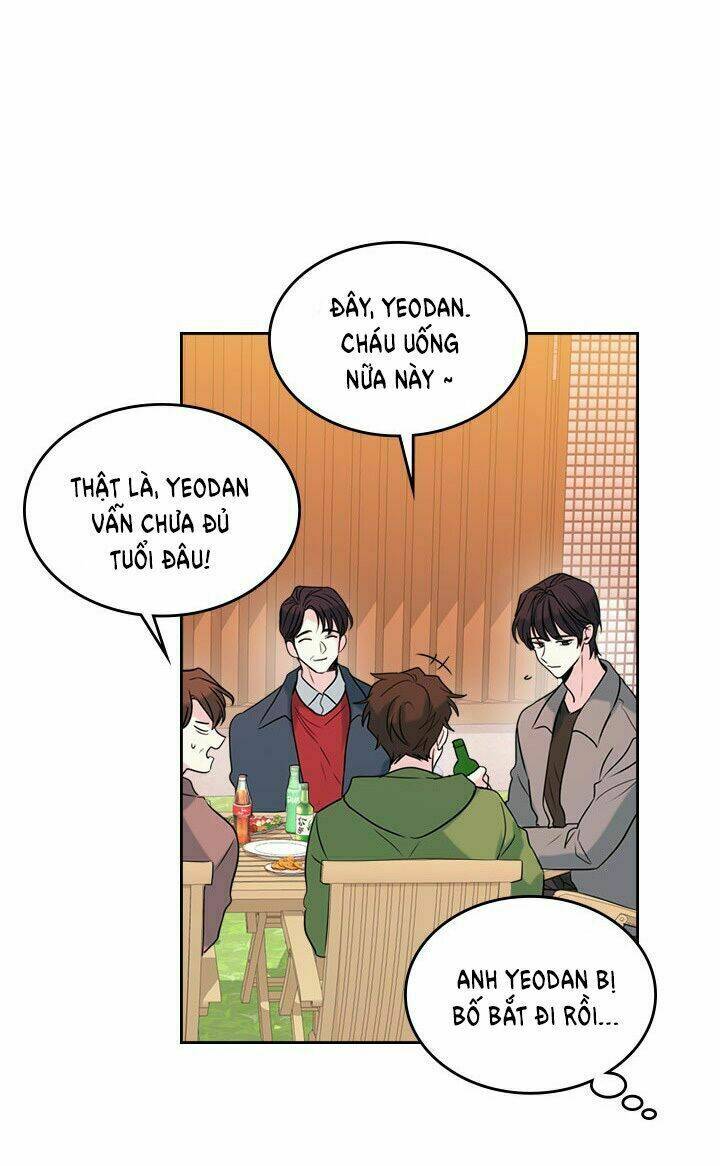 ĐÂY, YEODAN.
CHÁU UỐNG
NỮA NÀY ~
THẬT LÀ, YEODAN
VẪN CHƯA ĐỦ
TUỔI ĐÂU!
ANH YEODAN BỊ
BỐ BẮT ĐI RỒI...